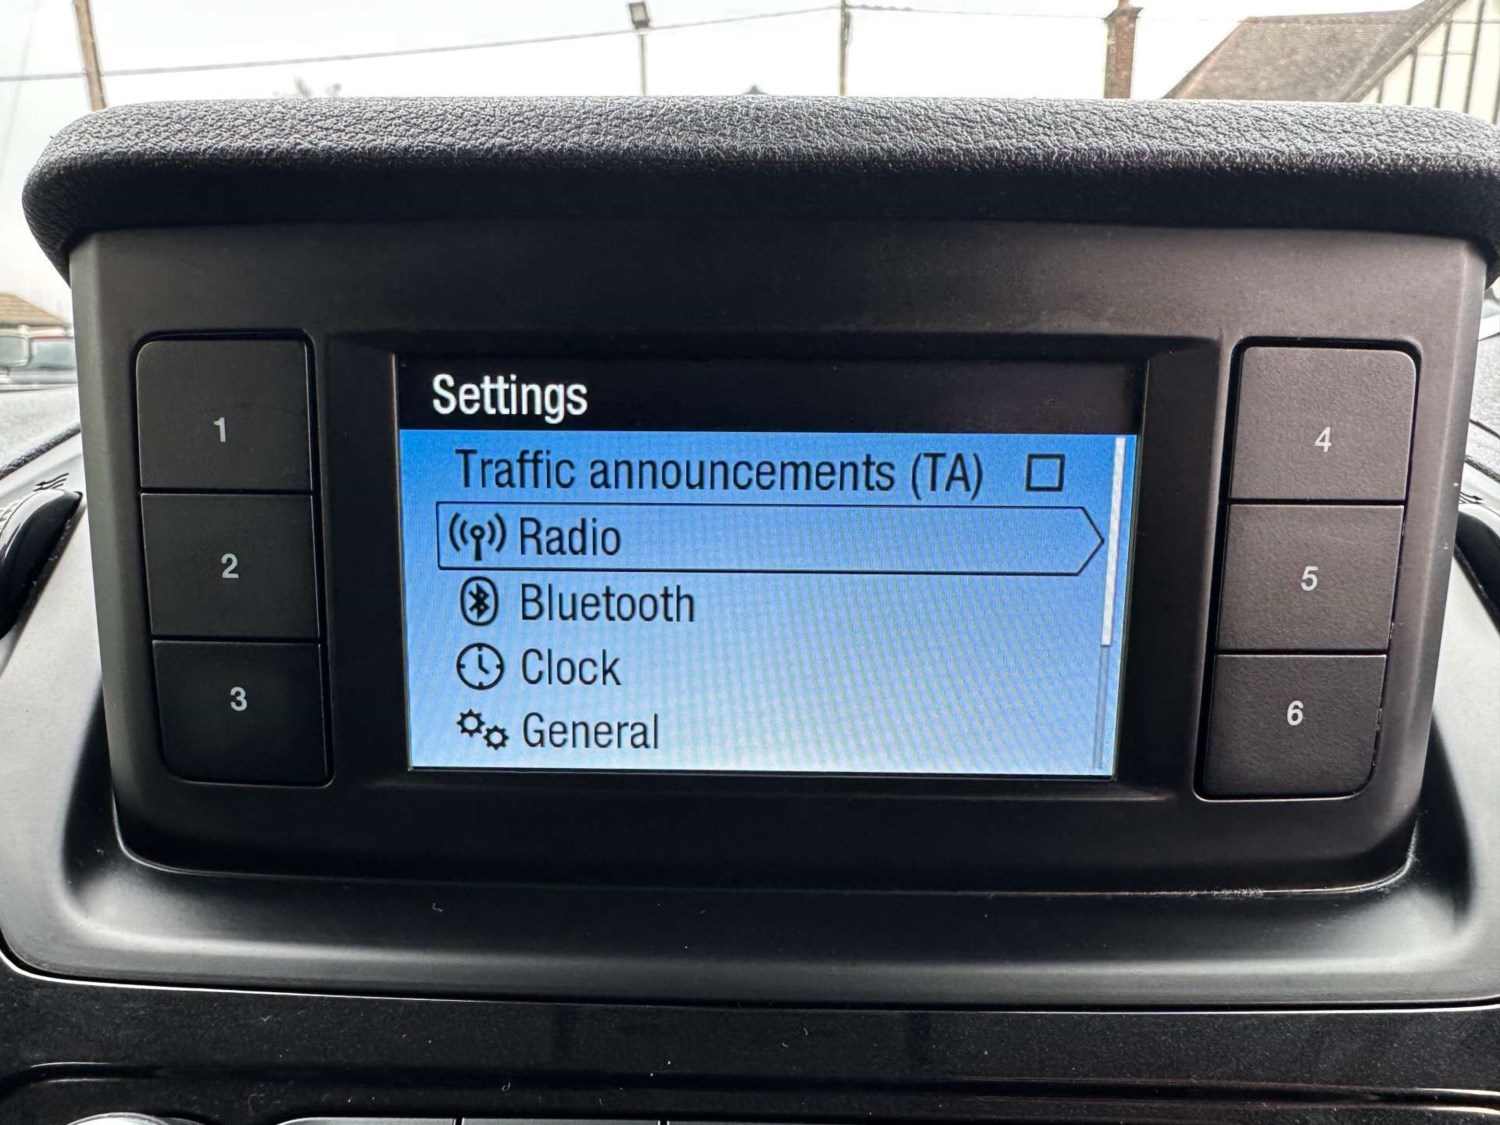 Settings
Traffic announcements (TA)
Radio
Bluetooth
Clock
General
1
2
3
4
5
6